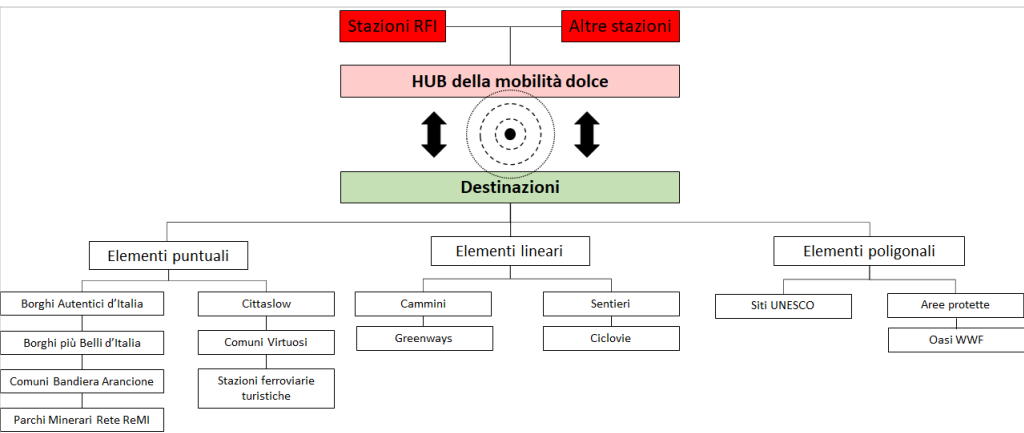 Stazioni RFI
Altre stazioni
HUB della mobilità dolce
Destinazioni
Elementi puntuali
Elementi lineari
Elementi poligonali
Borghi Autentici d’Italia
Cittaslow
Cammini
Sentieri
Siti UNESCO
Aree protette
Borghi più Belli d’Italia
Comuni Virtuosi
Greenways
Ciclovie
Oasi WWF
Comuni Bandiera Arancione
Stazioni ferroviarie
turistiche
Parchi Minerari Rete ReMI